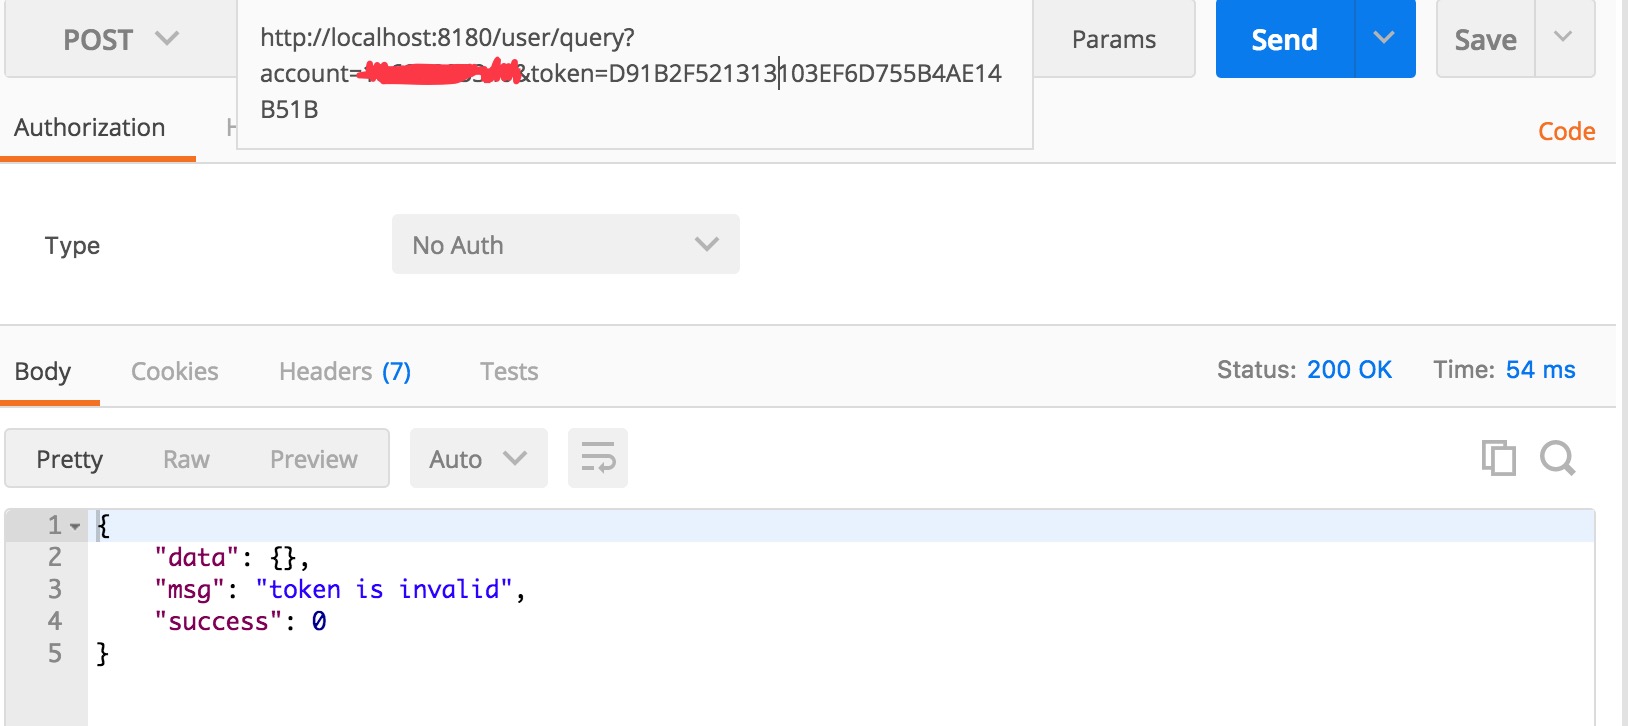 POST
http://localhost:8180/user/query?
account=&token=D91B2F521313103EF6D755B4AE14
B51B
Params
Send
Save
Authorization
Code
Type
No Auth
Body
Cookies
Headers (7)
Tests
Status: 200 OK
Time: 54 ms
Pretty
Raw
Preview
Auto
1 {
2 "data": {},
3 "msg": "token is invalid",
4 "success": 0
5 }